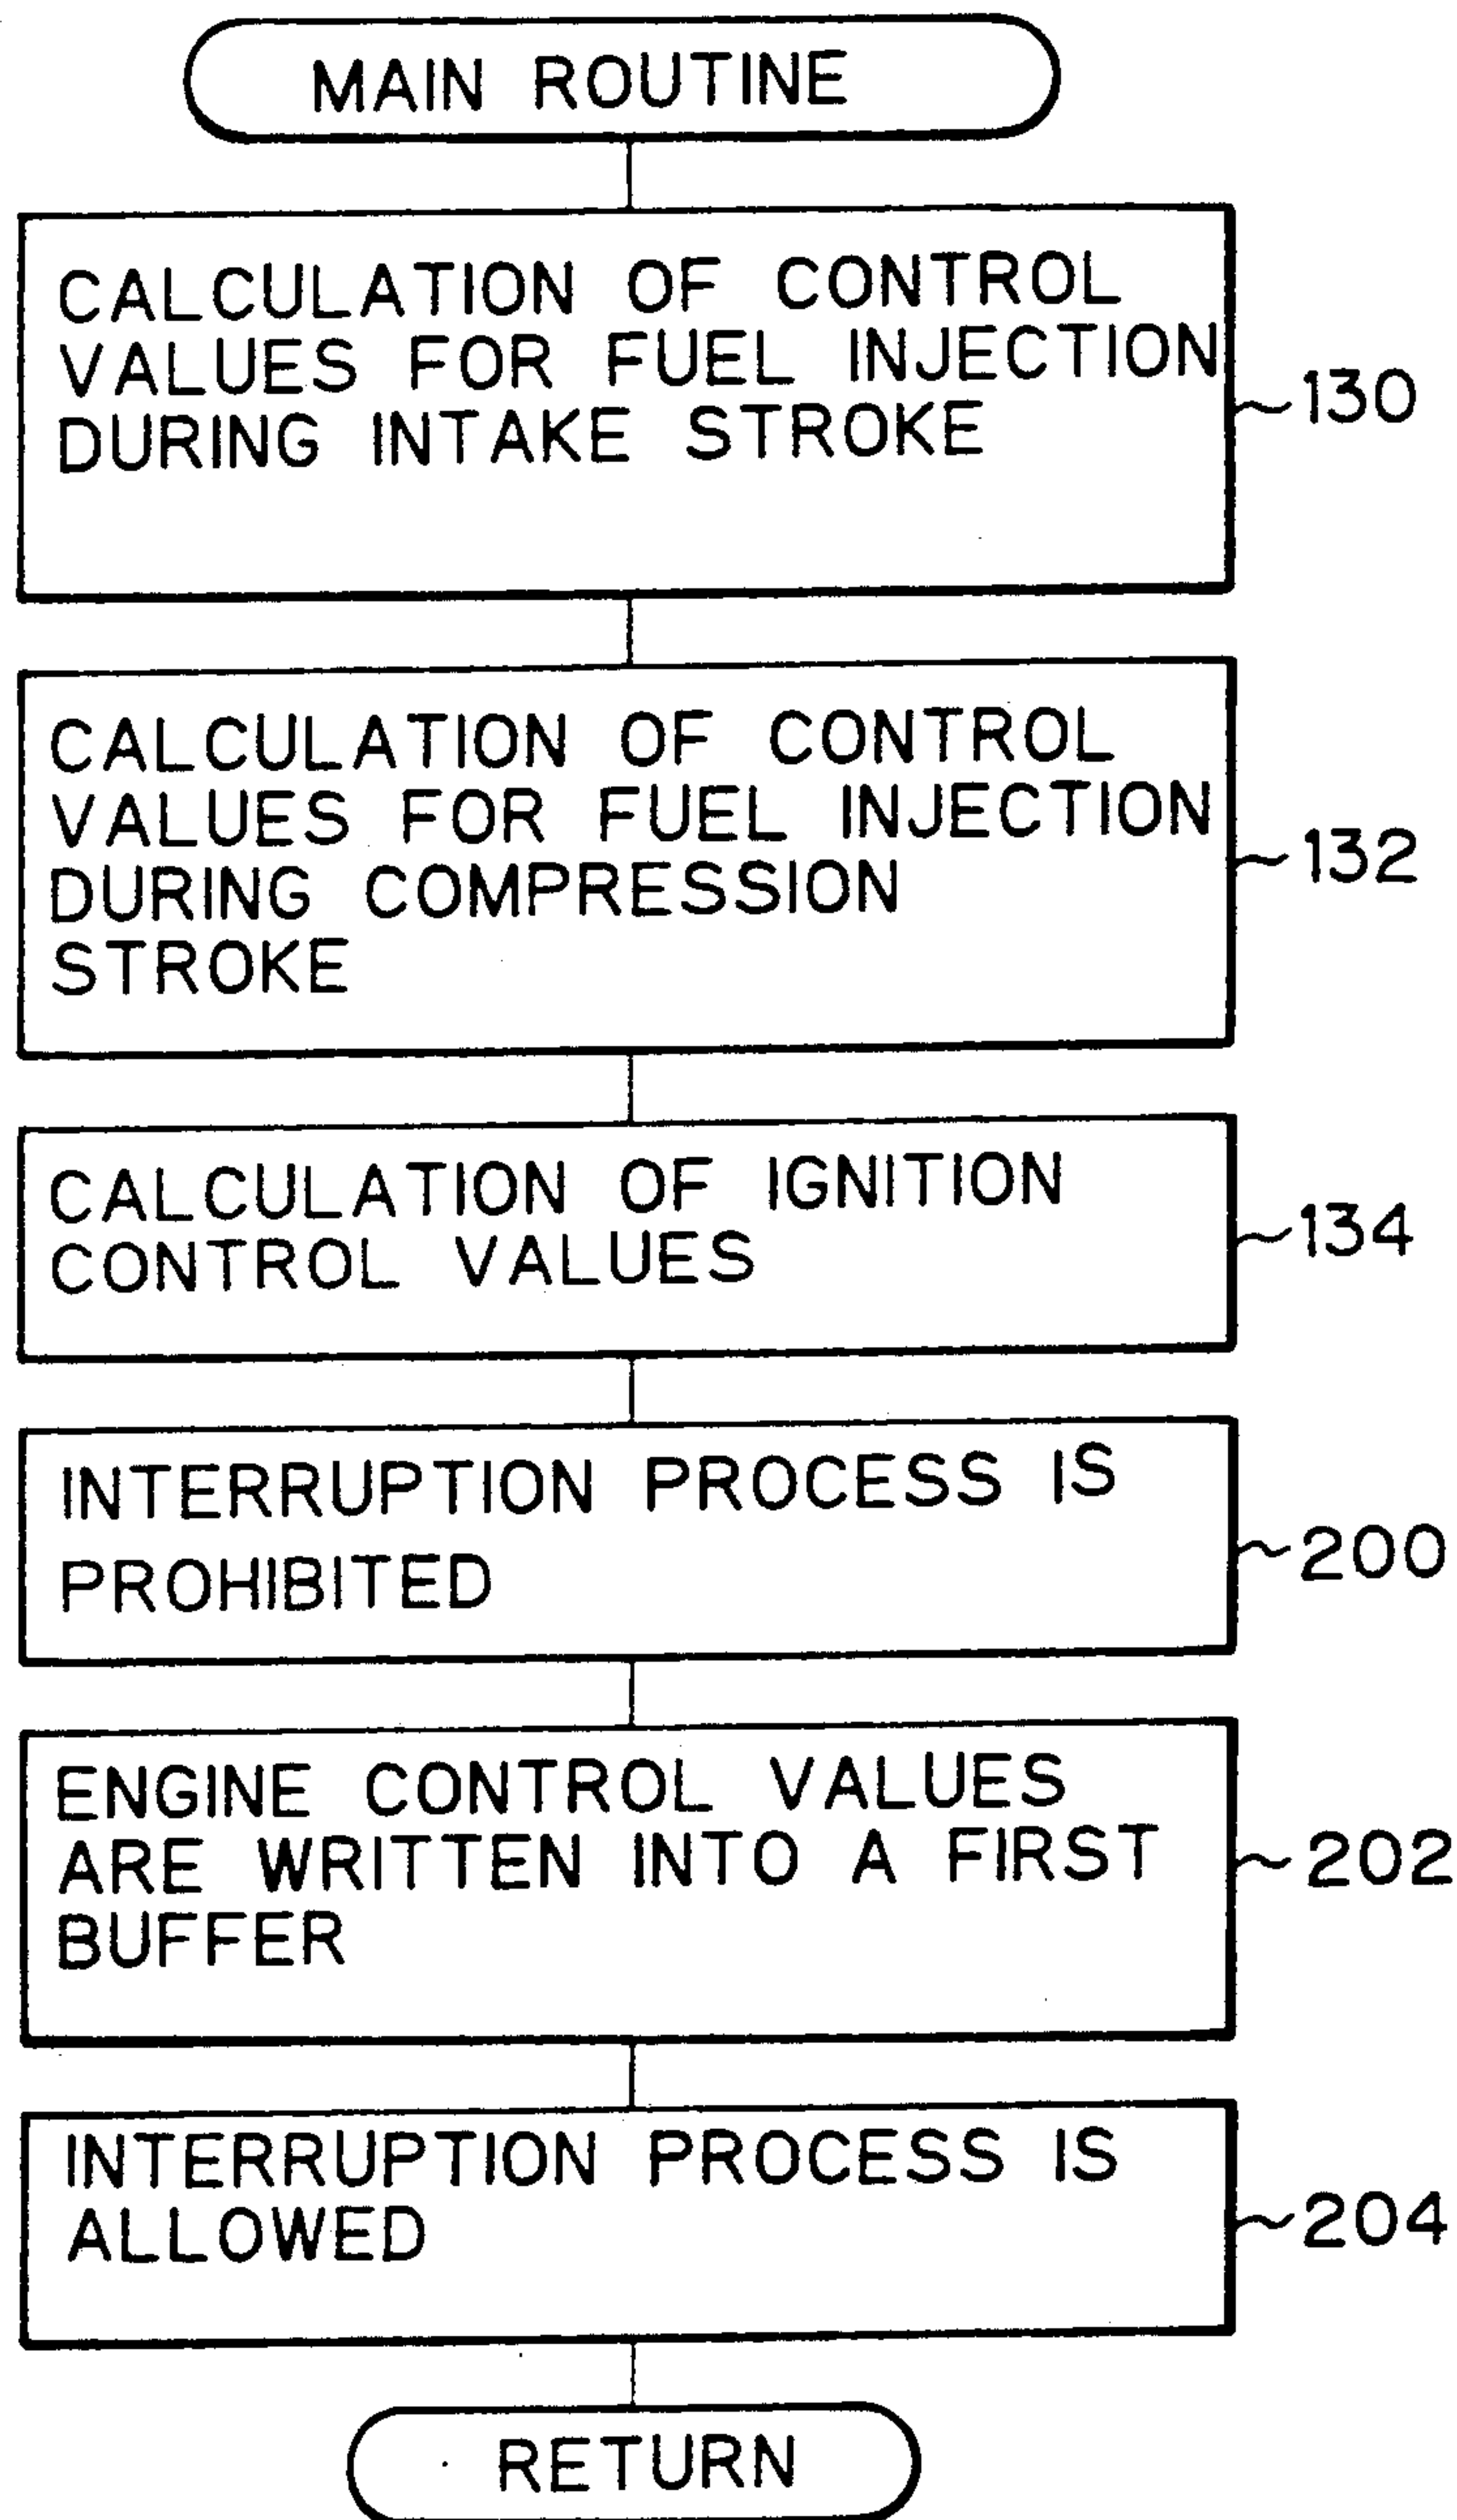 MAIN ROUTINE
CALCULATION OF CONTROL
VALUES FOR FUEL INJECTION
DURING INTAKE STROKE
130
CALCULATION OF CONTROL
VALUES FOR FUEL INJECTION
DURING COMPRESSION
STROKE
132
CALCULATION OF IGNITION
CONTROL VALUES
134
INTERRUPTION PROCESS IS
PROHIBITED
200
ENGINE CONTROL VALUES
ARE WRITTEN INTO A FIRST
BUFFER
202
INTERRUPTION PROCESS IS
ALLOWED
204
RETURN